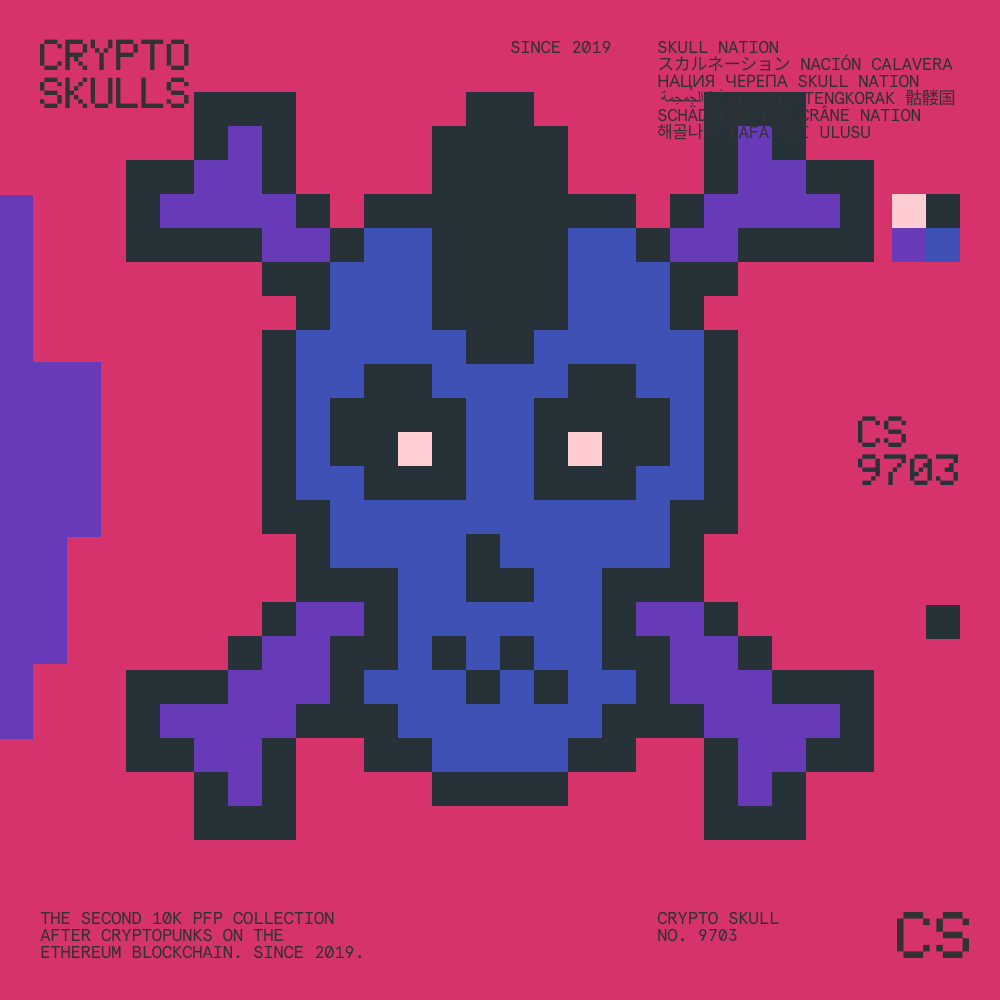 CRYPTO
SKULLS
SINCE 2019
SKULL NATION
スカルネーション NACIÓN CALAVERA
НАЦИЯ ЧЕРЕПА SKULL NATION
TENGKORAK 骷髅国
CRÂNE NATION
해골나 ULUSU
CS
9703
THE SECOND 10K PFP COLLECTION
AFTER CRYPTOPUNKS ON THE
ETHEREUM BLOCKCHAIN. SINCE 2019.
CRYPTO SKULL
NO. 9703
CS